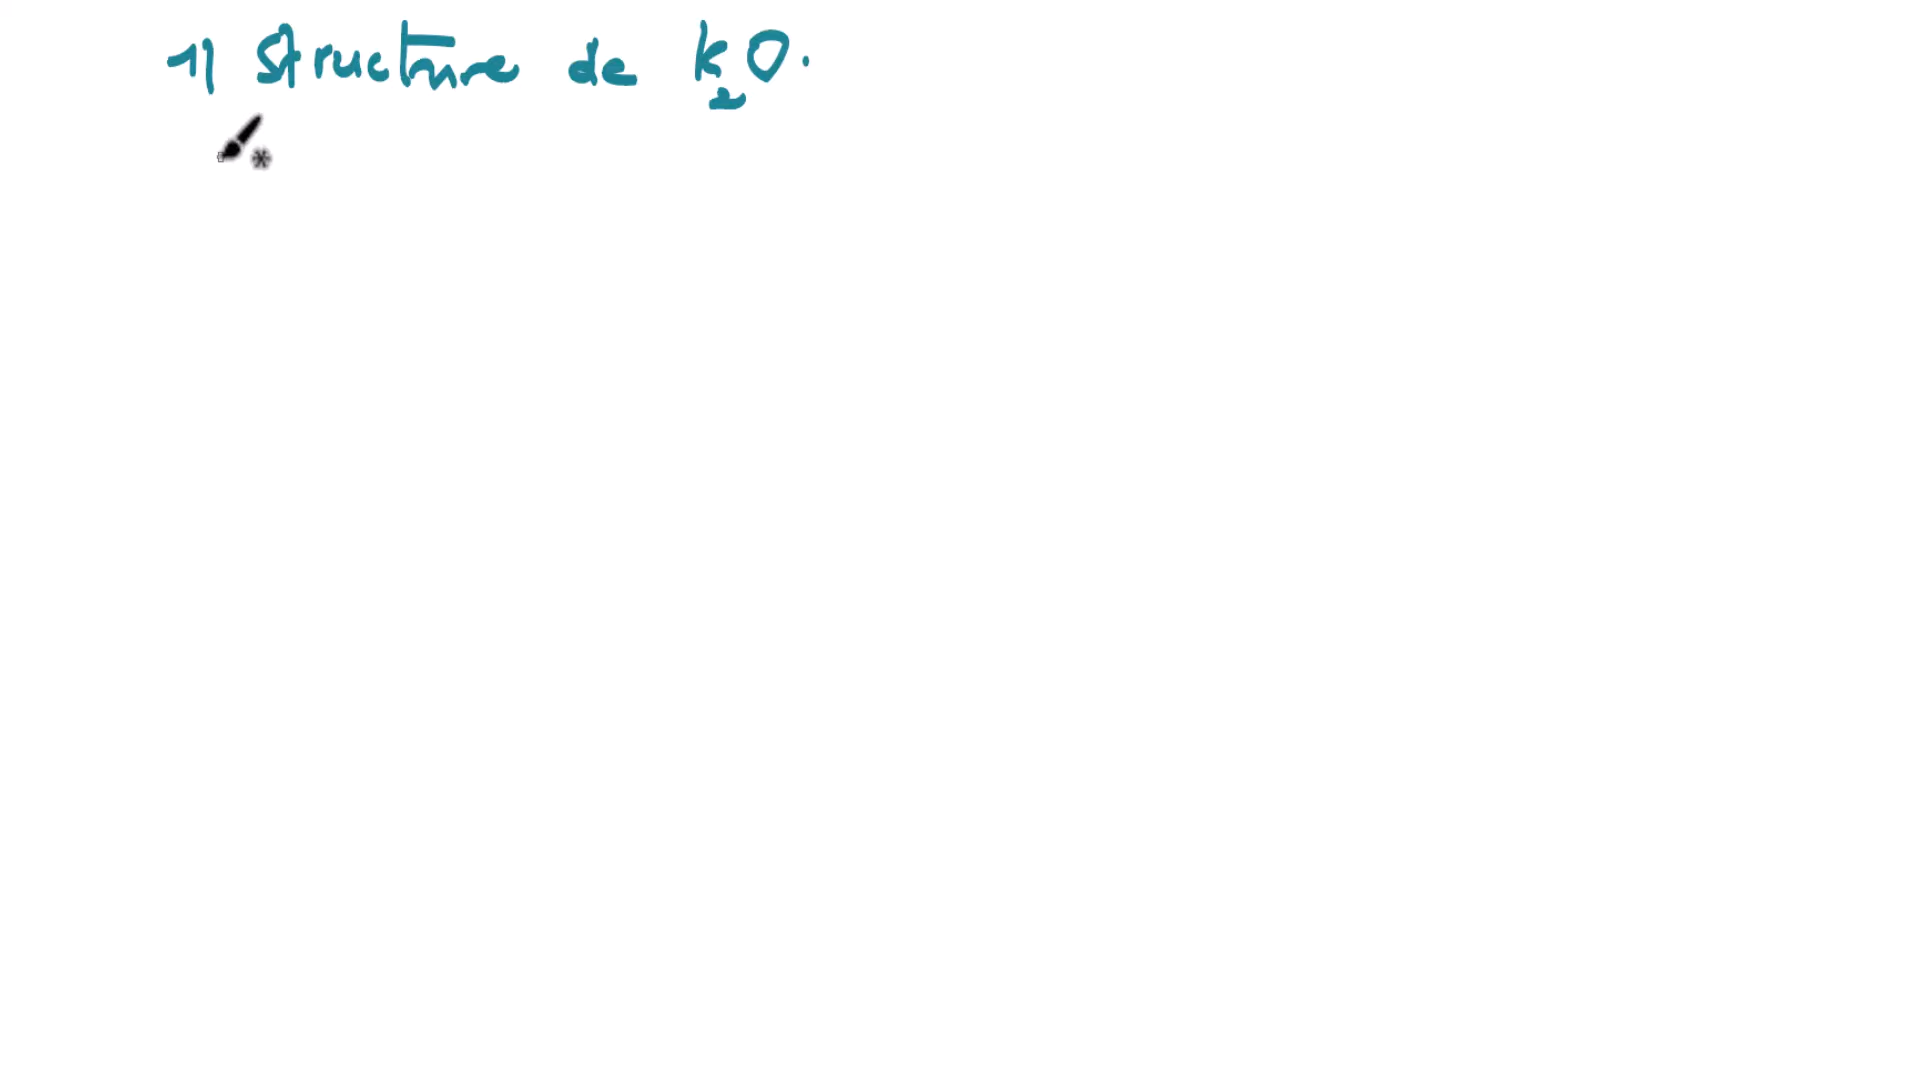 1) Structure de K₂O.